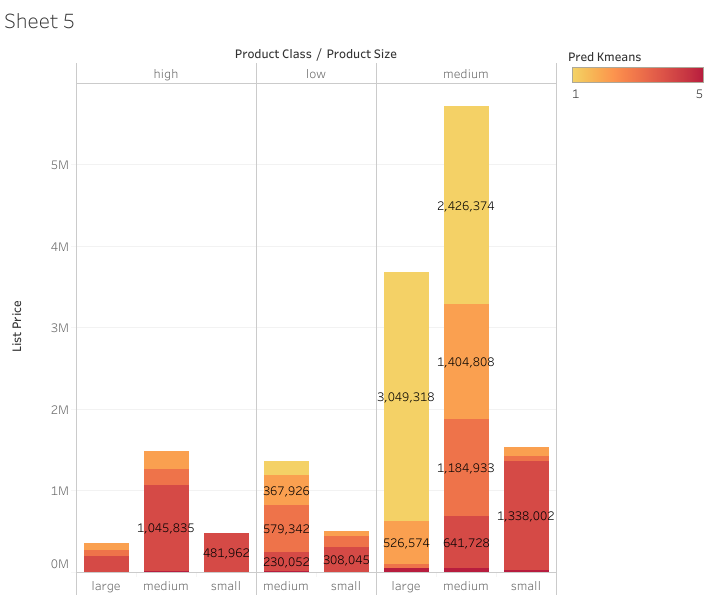 Sheet 5
Product Class / Product Size
Pred Kmeans
high low medium
1 5
5M
2,426,374
4M
3M
List Price
1,404,808
3,049,318
2M
1,184,933
1M
367,926
1,338,002
1,045,835
579,342
526,574 641,728
481,962
230,052 308,045
0M
large medium small medium small large medium small